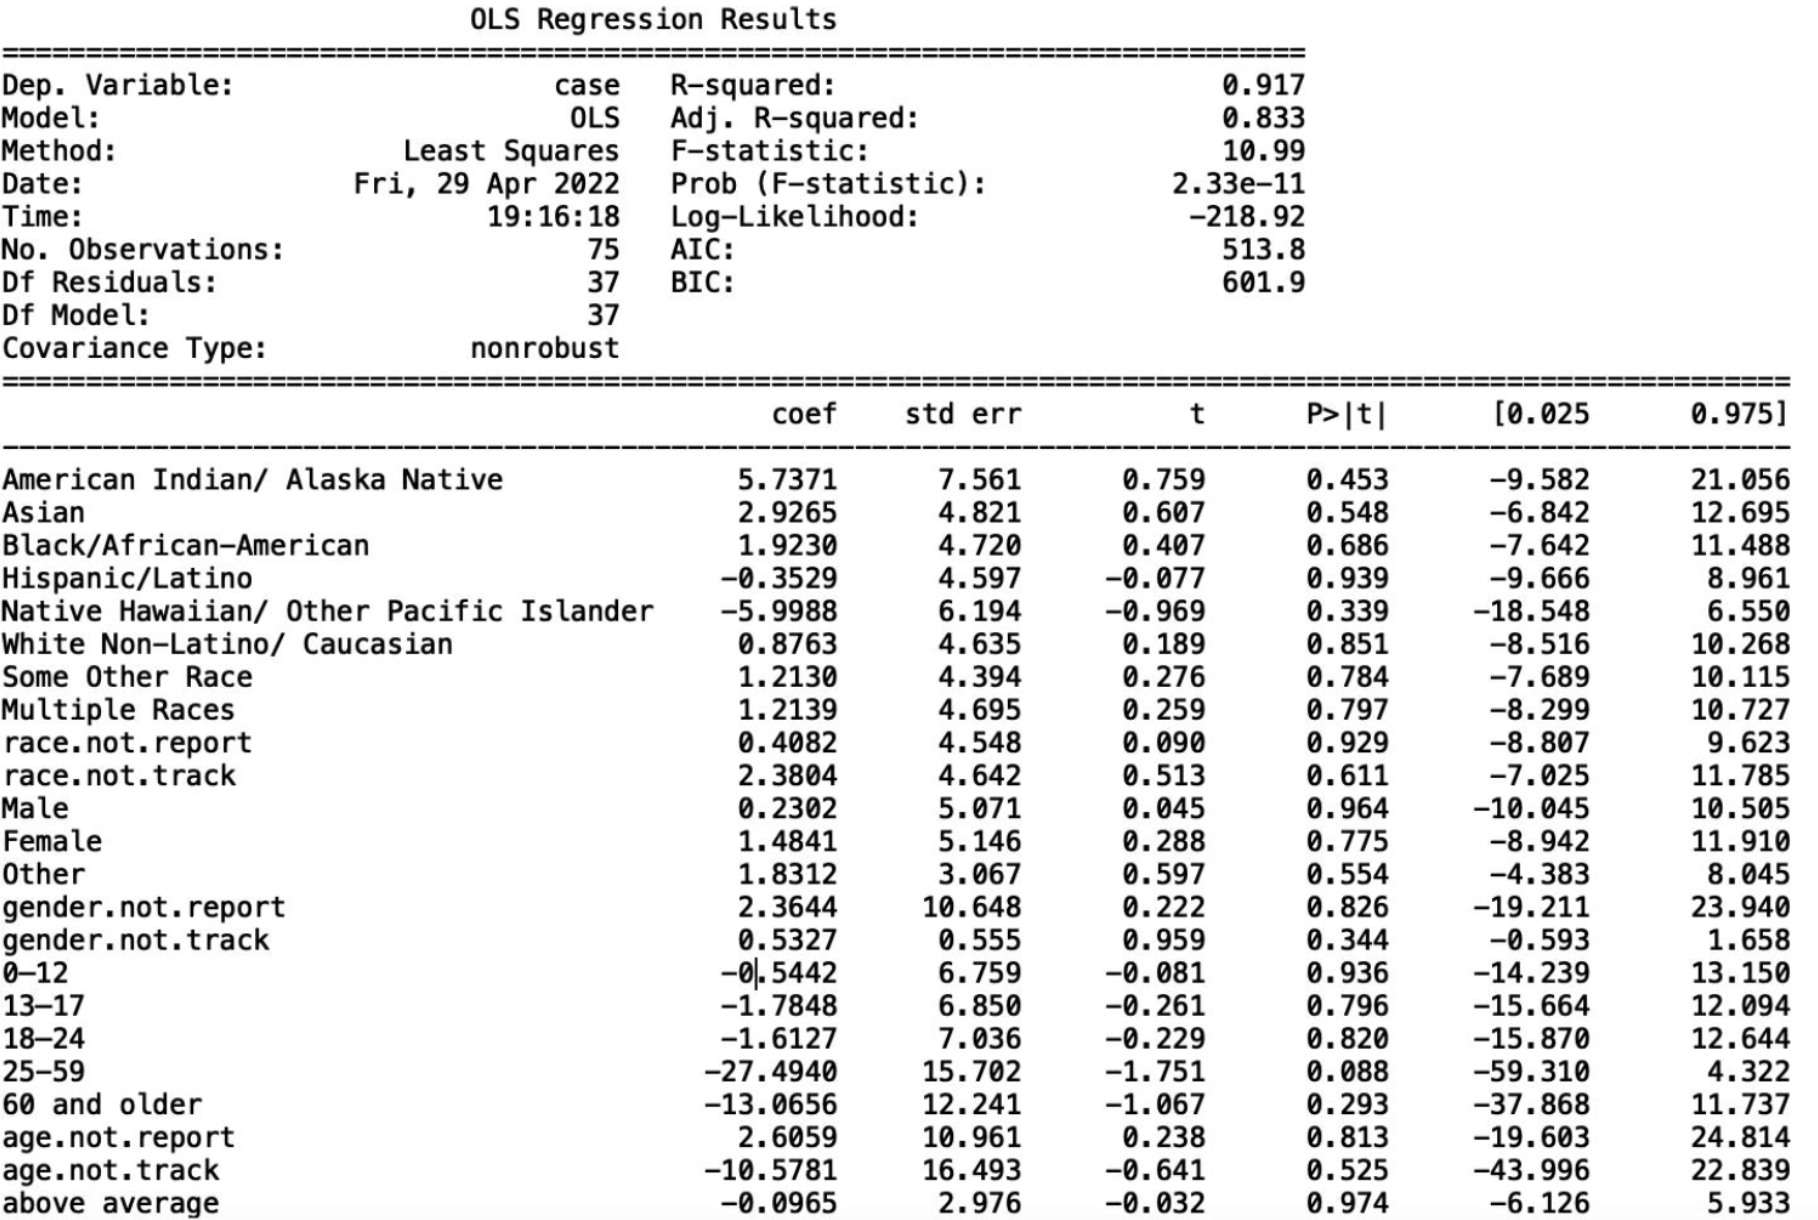 OLS Regression Results
Dep. Variable: case R-squared: 0.917
Model: OLS Adj. R-squared: 0.833
Method: Least Squares F-statistic: 10.99
Date: Fri, 29 Apr 2022 Prob (F-statistic): 2.33e-11
Time: 19:16:18 Log-Likelihood: -218.92
No. Observations: 75 AIC: 513.8
Df Residuals: 37 BIC: 601.9
Df Model: 37
Covariance Type: nonrobust
coef std err t P>|t| [0.025 0.975]
American Indian/ Alaska Native 5.7371 7.561 0.759 0.453 -9.582 21.056
Asian 2.9265 4.821 0.607 0.548 -6.842 12.695
Black/African-American 1.9230 4.720 0.407 0.686 -7.642 11.488
Hispanic/Latino -0.3529 4.597 -0.077 0.939 -9.666 8.961
Native Hawaiian/ Other Pacific Islander -5.9988 6.194 -0.969 0.339 -18.548 6.550
White Non-Latino/ Caucasian 0.8763 4.635 0.189 0.851 -8.516 10.268
Some Other Race 1.2130 4.394 0.276 0.784 -7.689 10.115
Multiple Races 1.2139 4.695 0.259 0.797 -8.299 10.727
race.not.report 0.4082 4.548 0.090 0.929 -8.807 9.623
race.not.track 2.3804 4.642 0.513 0.611 -7.025 11.785
Male 0.2302 5.071 0.045 0.964 -10.045 10.505
Female 1.4841 5.146 0.288 0.775 -8.942 11.910
Other 1.8312 3.067 0.597 0.554 -4.383 8.045
gender.not.report 2.3644 10.648 0.222 0.826 -19.211 23.940
gender.not.track 0.5327 0.555 0.959 0.344 -0.593 1.658
0-12 -0.5442 6.759 -0.081 0.936 -14.239 13.150
13-17 -1.7848 6.850 -0.261 0.796 -15.664 12.094
18-24 -1.6127 7.036 -0.229 0.820 -15.870 12.644
25-59 -27.4940 15.702 -1.751 0.088 -59.310 4.322
60 and older -13.0656 12.241 -1.067 0.293 -37.868 11.737
age.not.report 2.6059 10.961 0.238 0.813 -19.603 24.814
age.not.track -10.5781 16.493 -0.641 0.525 -43.996 22.839
above average -0.0965 2.976 -0.032 0.974 -6.126 5.933